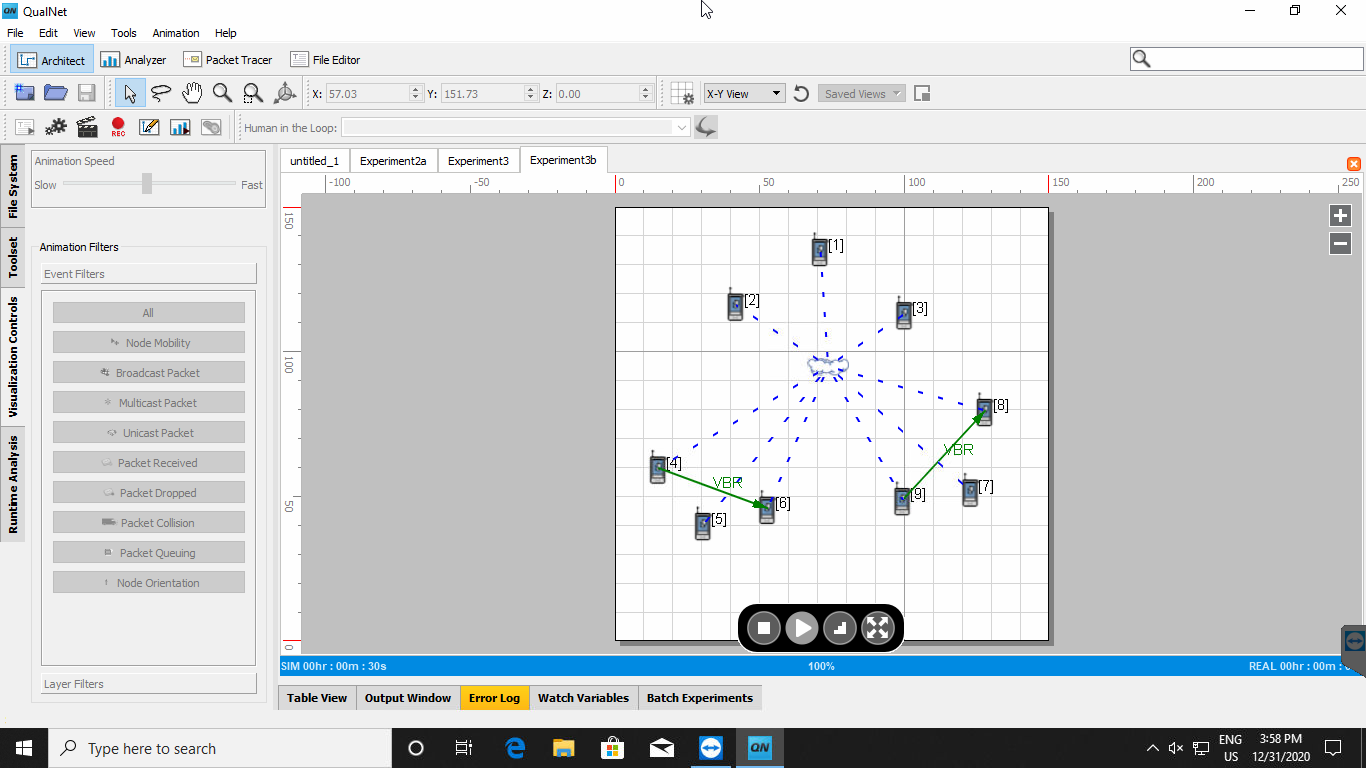 QN QualNet
File Edit View Tools Animation Help
Architect Analyzer Packet Tracer File Editor
X: 57.03 Y: 151.73 Z: 0.00 X-Y View Saved Views
REC Human in the Loop:
File System
Toolset
Visualization Controls
Runtime Analysis
Animation Speed
Slow Fast
Animation Filters
Event Filters
All
Node Mobility
Broadcast Packet
Multicast Packet
Unicast Packet
Packet Received
Packet Dropped
Packet Collision
Packet Queuing
Node Orientation
Layer Filters
untitled_1 Experiment2a Experiment3 Experiment3b
-100 -50 0 50 100 150 200 250
150
100
50
0
[1]
[2]
[3]
[8]
VBR
[4]
VBR
[7]
[9]
[6]
[5]
SIM 00hr : 00m : 30s 100% REAL 00hr : 00m :
Table View Output Window Error Log Watch Variables Batch Experiments
Type here to search
QN
ENG
US
3:58 PM
12/31/2020